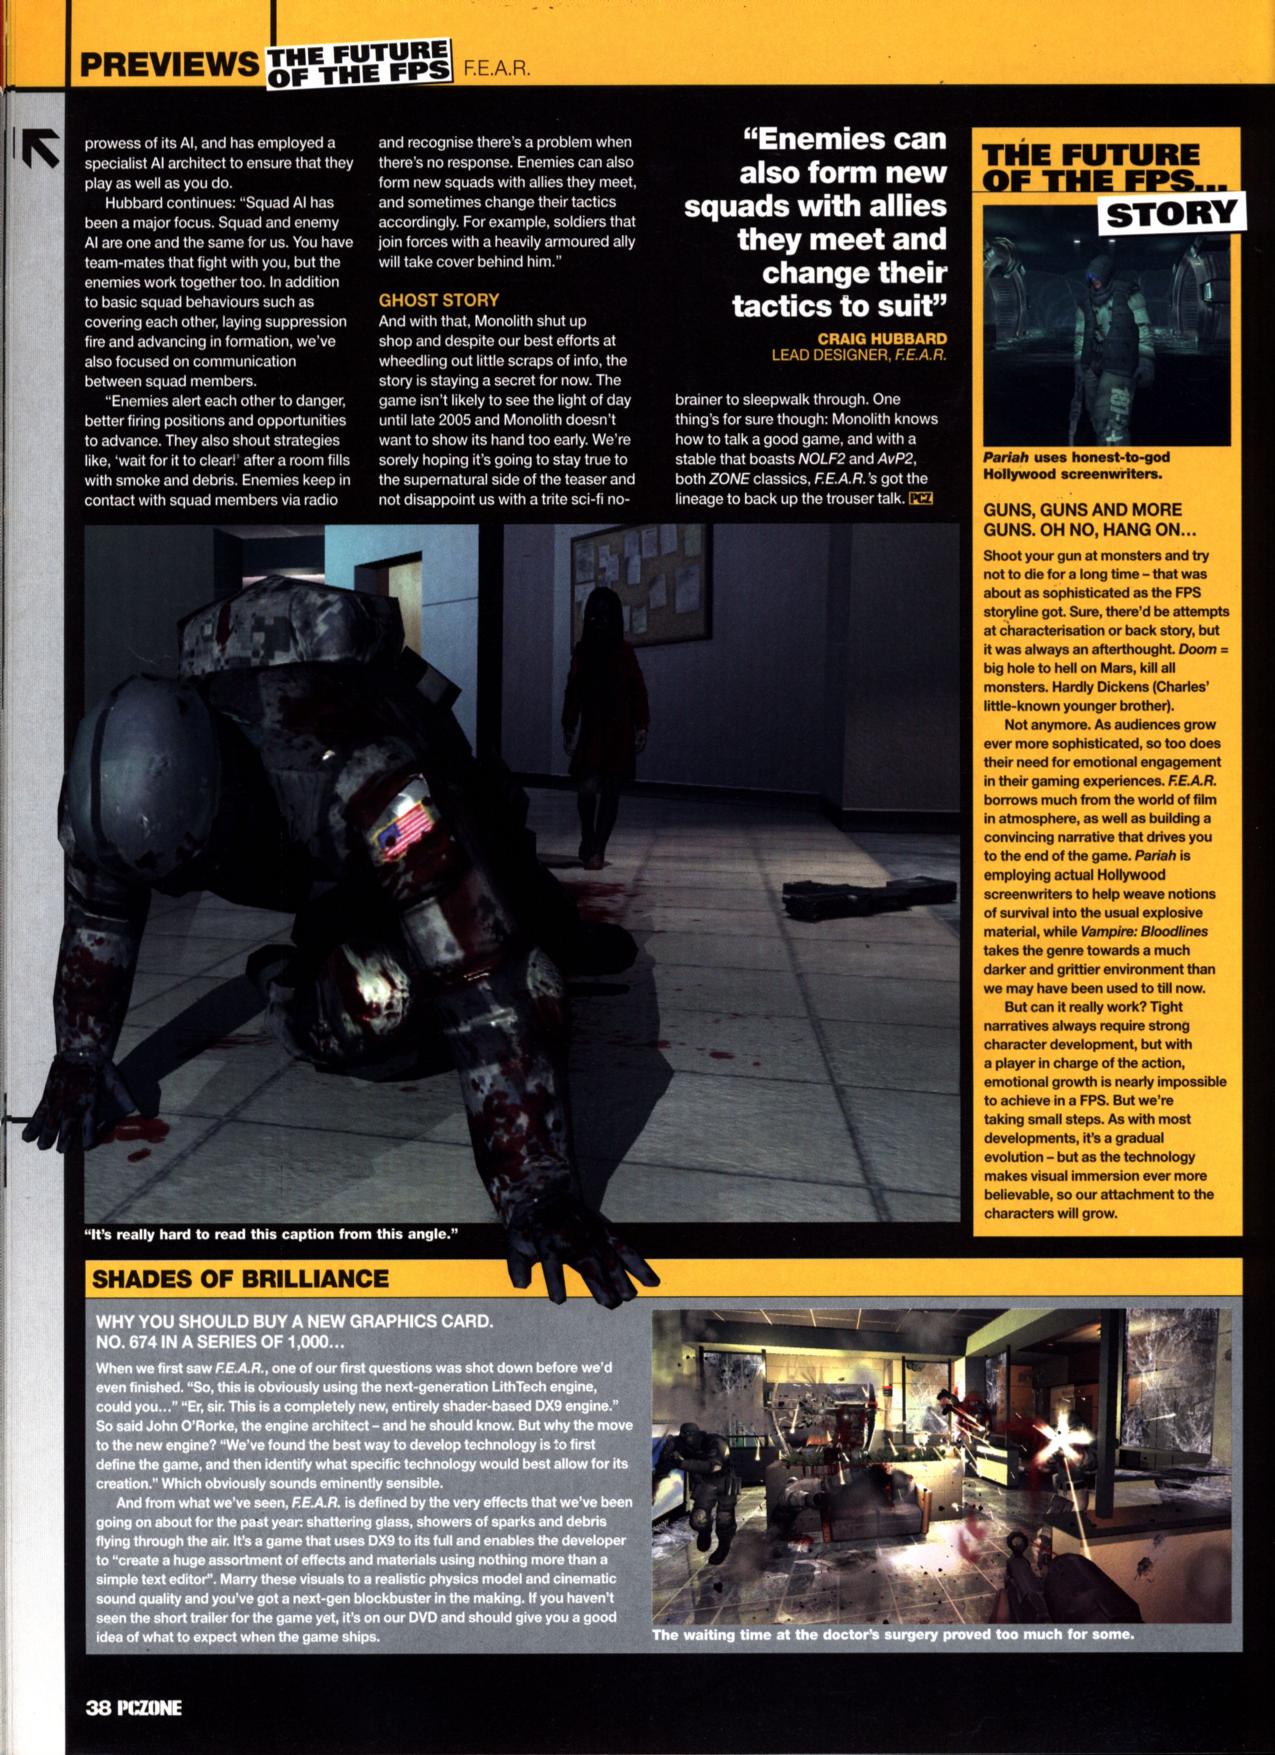 PREVIEWS THE FUTURE OF THE FPS F.E.A.R.
prowess of its AI, and has employed a
specialist AI architect to ensure that they
play as well as you do.
Hubbard continues: “Squad AI has
been a major focus. Squad and enemy
AI are one and the same for us. You have
team-mates that fight with you, but the
enemies work together too. In addition
to basic squad behaviours such as
covering each other, laying suppression
fire and advancing in formation, we’ve
also focused on communication
between squad members.
“Enemies alert each other to danger,
better firing positions and opportunities
to advance. They also shout strategies
like, ‘wait for it to clear!’ after a room fills
with smoke and debris. Enemies keep in
contact with squad members via radio
and recognise there’s a problem when
there’s no response. Enemies can also
form new squads with allies they meet,
and sometimes change their tactics
accordingly. For example, soldiers that
join forces with a heavily armoured ally
will take cover behind him.”
GHOST STORY
And with that, Monolith shut up
shop and despite our best efforts at
wheedling out little scraps of info, the
story is staying a secret for now. The
game isn’t likely to see the light of day
until late 2005 and Monolith doesn’t
want to show its hand too early. We’re
sorely hoping it’s going to stay true to
the supernatural side of the teaser and
not disappoint us with a trite sci-fi no-
“Enemies can
also form new
squads with allies
they meet and
change their
tactics to suit”
CRAIG HUBBARD
LEAD DESIGNER, F.E.A.R.
brainer to sleepwalk through. One
thing’s for sure though: Monolith knows
how to talk a good game, and with a
stable that boasts NOLF2 and AvP2,
both ZONE classics, F.E.A.R.’s got the
lineage to back up the trouser talk. PCZ
“It’s really hard to read this caption from this angle.”
THE FUTURE
OF THE FPS...
STORY
Pariah uses honest-to-god
Hollywood screenwriters.
GUNS, GUNS AND MORE
GUNS. OH NO, HANG ON...
Shoot your gun at monsters and try
not to die for a long time – that was
about as sophisticated as the FPS
storyline got. Sure, there’d be attempts
at characterisation or back story, but
it was always an afterthought. Doom =
big hole to hell on Mars, kill all
monsters. Hardly Dickens (Charles’
little-known younger brother).
Not anymore. As audiences grow
ever more sophisticated, so too does
their need for emotional engagement
in their gaming experiences. F.E.A.R.
borrows much from the world of film
in atmosphere, as well as building a
convincing narrative that drives you
to the end of the game. Pariah is
employing actual Hollywood
screenwriters to help weave notions
of survival into the usual explosive
material, while Vampire: Bloodlines
takes the genre towards a much
darker and grittier environment than
we may have been used to till now.
But can it really work? Tight
narratives always require strong
character development, but with
a player in charge of the action,
emotional growth is nearly impossible
to achieve in a FPS. But we’re
taking small steps. As with most
developments, it’s a gradual
evolution – but as the technology
makes visual immersion ever more
believable, so our attachment to the
characters will grow.
SHADES OF BRILLIANCE
WHY YOU SHOULD BUY A NEW GRAPHICS CARD.
NO. 674 IN A SERIES OF 1,000...
When we first saw F.E.A.R., one of our first questions was shot down before we’d
even finished. “So, this is obviously using the next-generation LithTech engine,
could you...” “Er, sir. This is a completely new, entirely shader-based DX9 engine.”
So said John O’Rorke, the engine architect – and he should know. But why the move
to the new engine? “We’ve found the best way to develop technology is to first
define the game, and then identify what specific technology would best allow for its
creation.” Which obviously sounds eminently sensible.
And from what we’ve seen, F.E.A.R. is defined by the very effects that we’ve been
going on about for the past year: shattering glass, showers of sparks and debris
flying through the air. It’s a game that uses DX9 to its full and enables the developer
to “create a huge assortment of effects and materials using nothing more than a
simple text editor”. Marry these visuals to a realistic physics model and cinematic
sound quality and you’ve got a next-gen blockbuster in the making. If you haven’t
seen the short trailer for the game yet, it’s on our DVD and should give you a good
idea of what to expect when the game ships.
The waiting time at the doctor’s surgery proved too much for some.
38 PCZONE